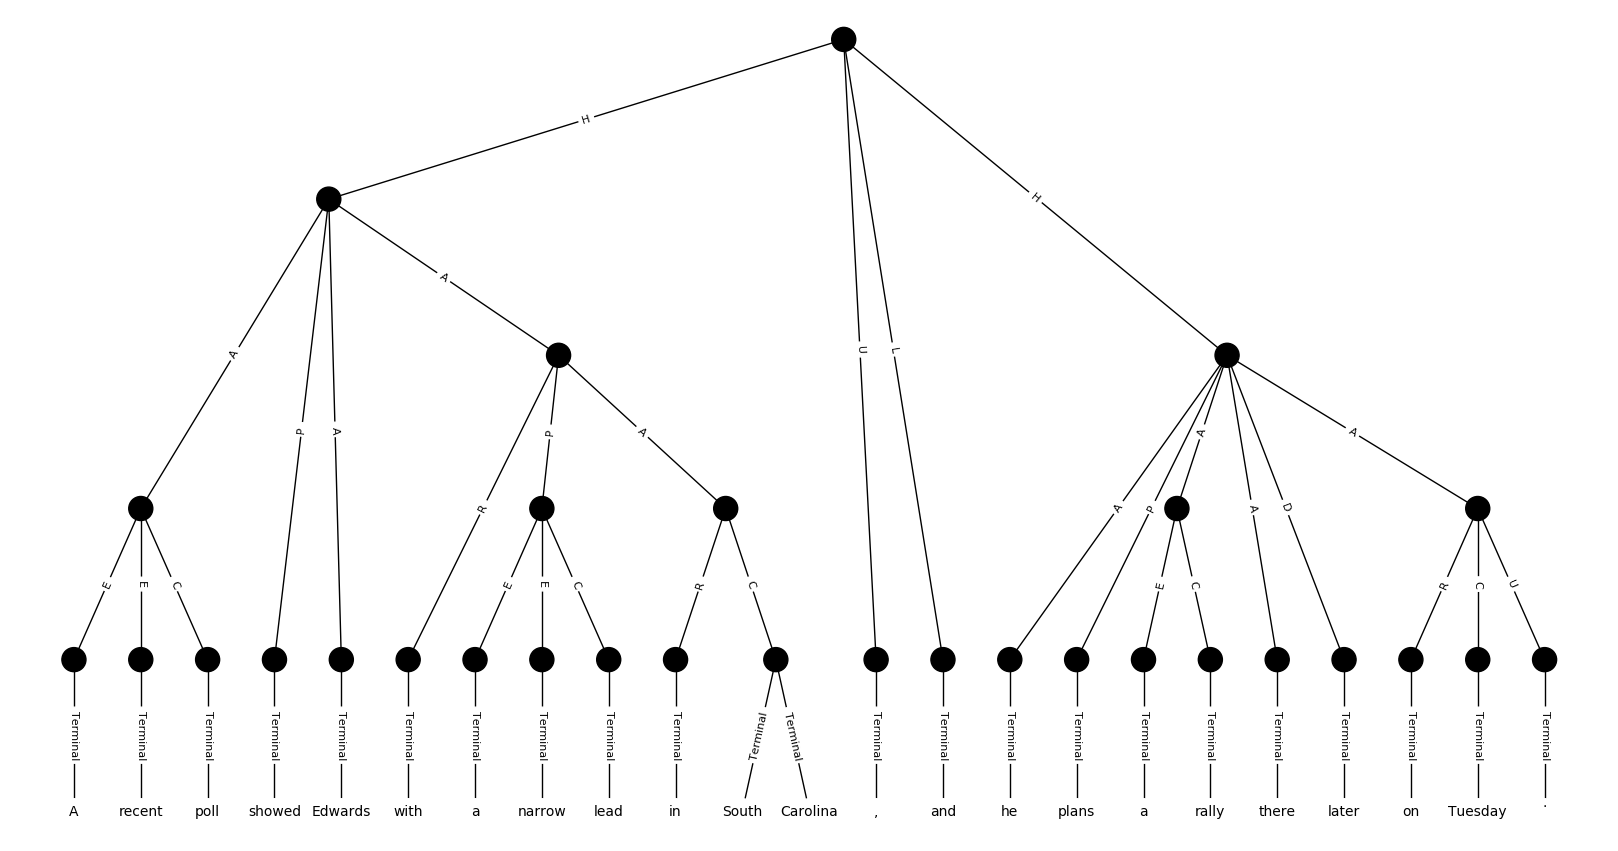 H
H
A
A
U
L
P
A
P
A
A
A
R
A
P
A
D
E
E
C
E
E
C
R
C
E
C
R
C
U
Terminal Terminal Terminal Terminal Terminal Terminal Terminal Terminal Terminal Terminal Terminal Terminal Terminal Terminal Terminal Terminal Terminal Terminal Terminal Terminal Terminal Terminal Terminal
A recent poll showed Edwards with a narrow lead in South Carolina , and he plans a rally there later on Tuesday .